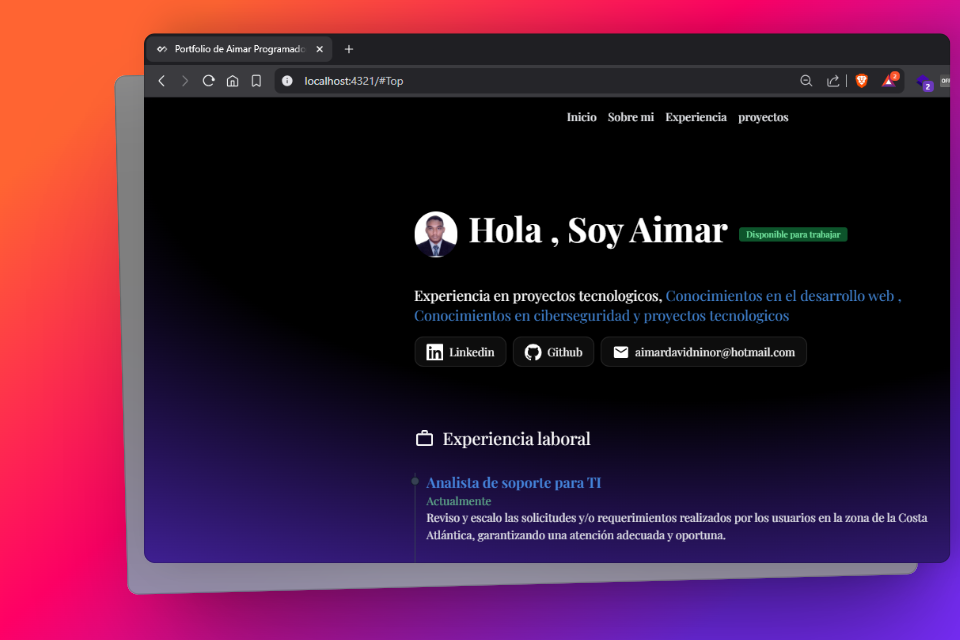 Portfolio de Aimar Programado
localhost:4321/#Top
2
2
OFF
Inicio Sobre mi Experiencia proyectos
Hola , Soy Aimar Disponible para trabajar
Experiencia en proyectos tecnologicos, Conocimientos en el desarrollo web ,
Conocimientos en ciberseguridad y proyectos tecnologicos
Linkedin Github aimardavidninor@hotmail.com
Experiencia laboral
Analista de soporte para TI
Actualmente
Reviso y escalo las solicitudes y/o requerimientos realizados por los usuarios en la zona de la Costa
Atlántica, garantizando una atención adecuada y oportuna.